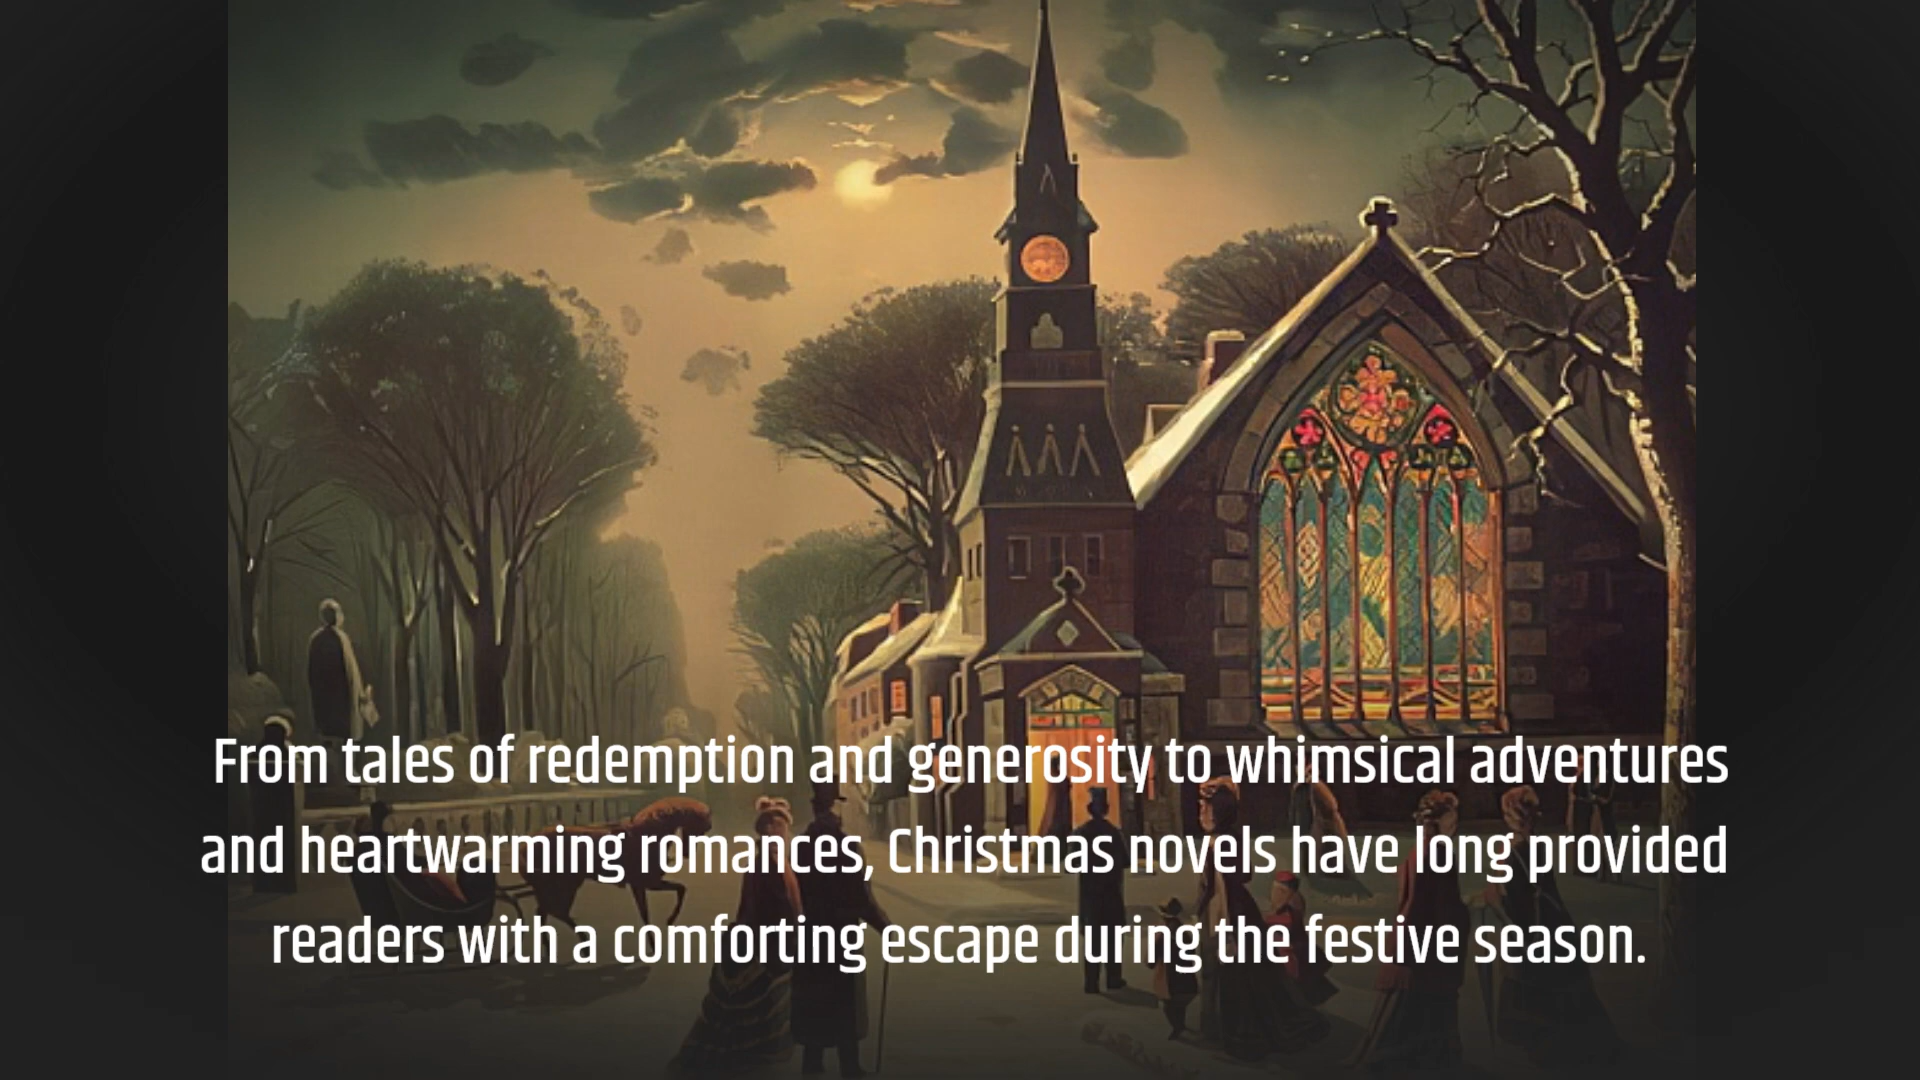 From tales of redemption and generosity to whimsical adventures
and heartwarming romances, Christmas novels have long provided
readers with a comforting escape during the festive season.